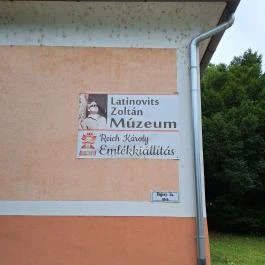 Latinovits
Zoltán
Múzeum
Reich Károly
Emlékkiállítás